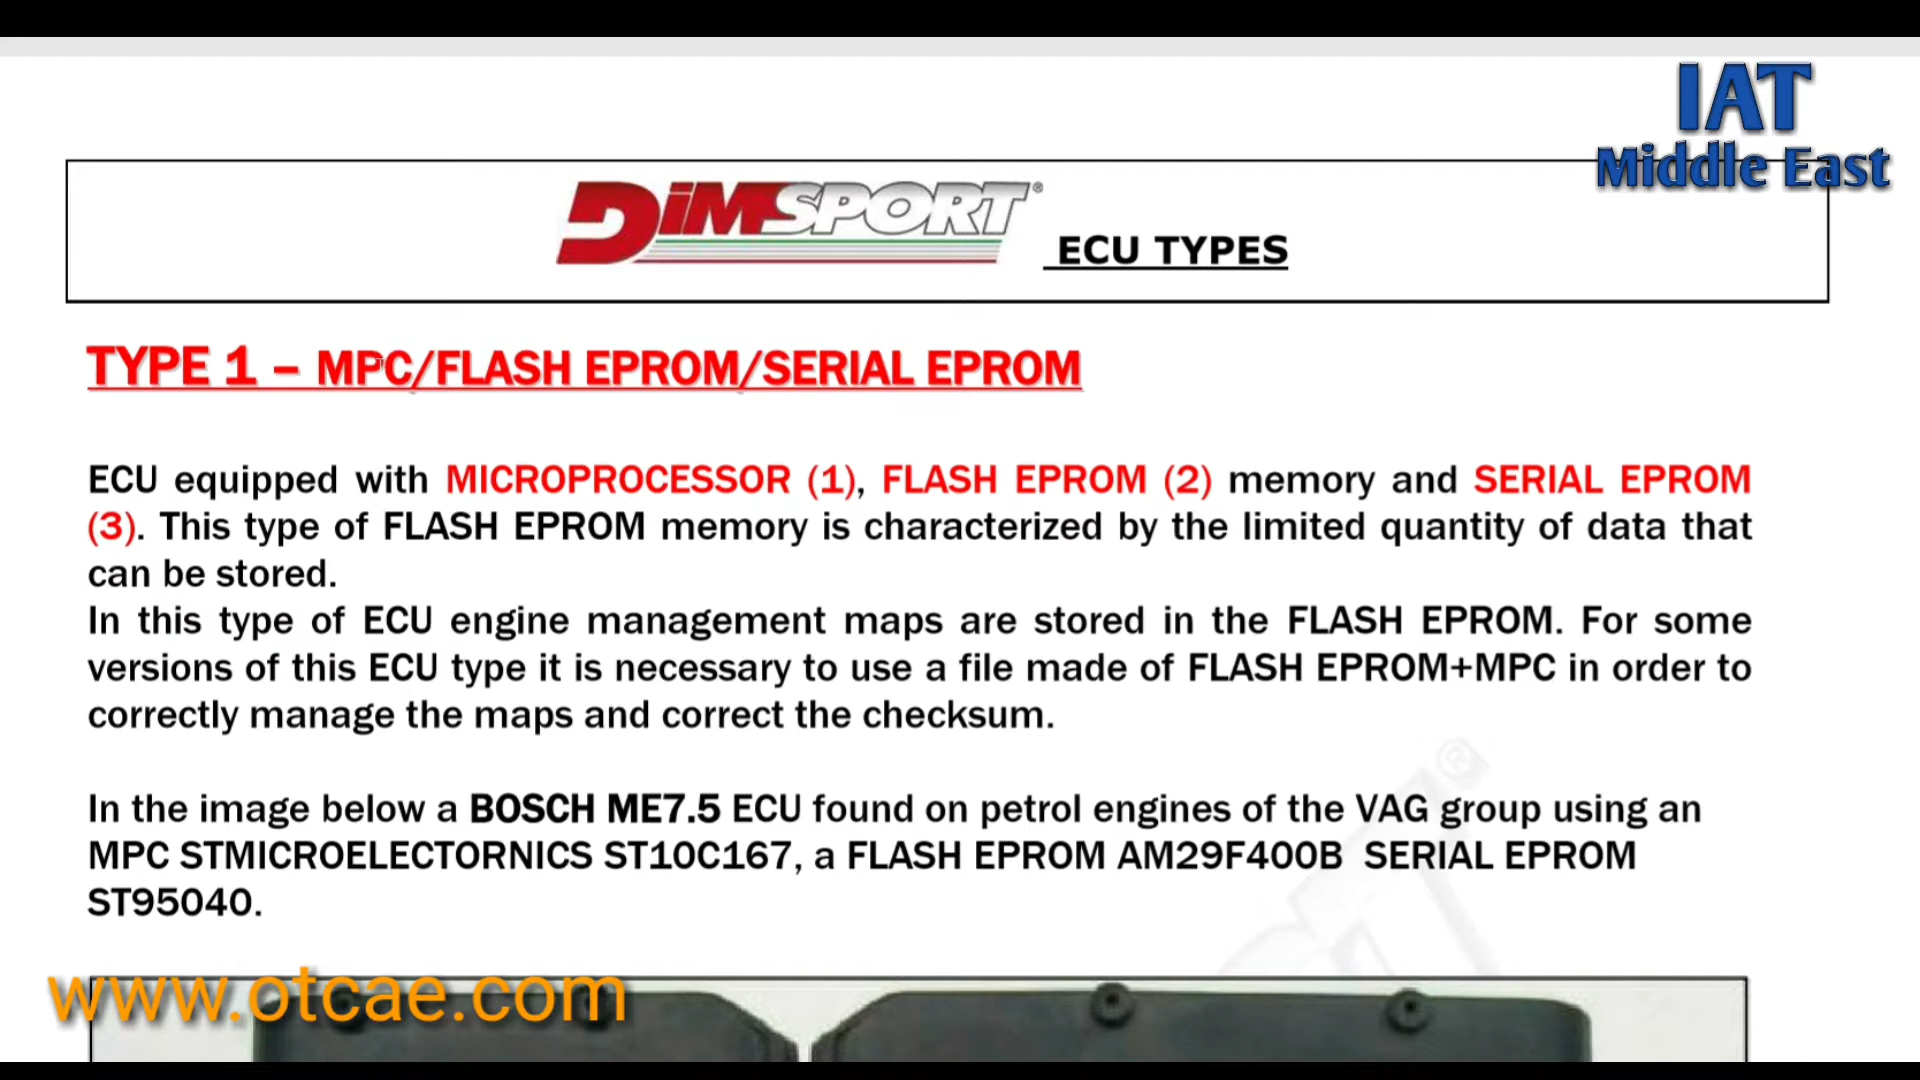 IAT
Middle East
DIMSPORT®
ECU TYPES
TYPE 1 – MPC/FLASH EPROM/SERIAL EPROM
ECU equipped with MICROPROCESSOR (1), FLASH EPROM (2) memory and SERIAL EPROM
(3). This type of FLASH EPROM memory is characterized by the limited quantity of data that
can be stored.
In this type of ECU engine management maps are stored in the FLASH EPROM. For some
versions of this ECU type it is necessary to use a file made of FLASH EPROM+MPC in order to
correctly manage the maps and correct the checksum.
In the image below a BOSCH ME7.5 ECU found on petrol engines of the VAG group using an
MPC STMICROELECTORNICS ST10C167, a FLASH EPROM AM29F400B SERIAL EPROM
ST95040.
www.otcae.com